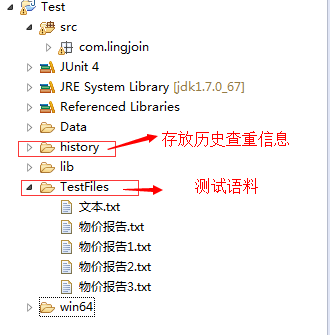 Test
src
com.lingjoin
JUnit 4
JRE System Library [jdk1.7.0_67]
Referenced Libraries
Data
history
存放历史查重信息
lib
TestFiles
测试语料
文本.txt
物价报告.txt
物价报告1.txt
物价报告2.txt
物价报告3.txt
win64